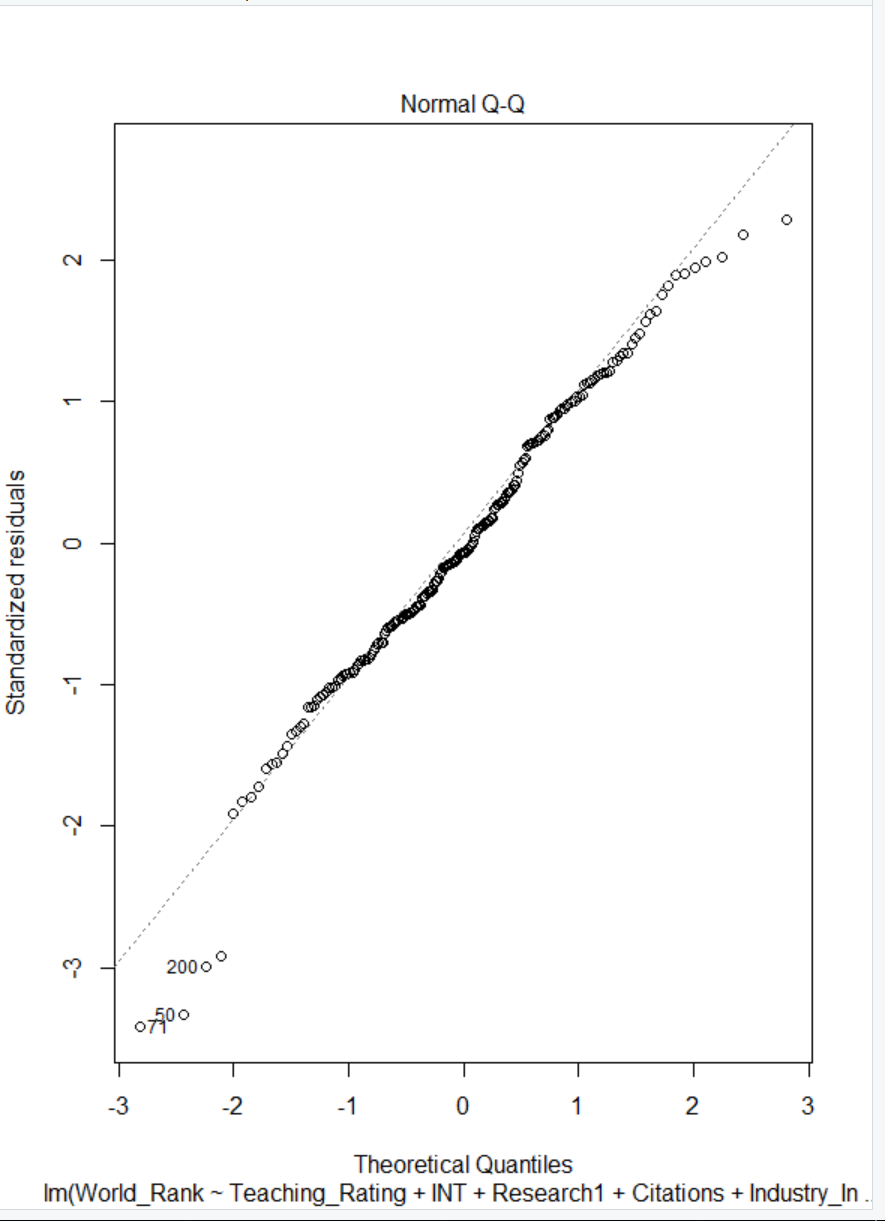 Normal Q-Q
Standardized residuals
2
1
0
-1
-2
-3
200
50
71
-3 -2 -1 0 1 2 3
Theoretical Quantiles
lm(World_Rank ~ Teaching_Rating + INT + Research1 + Citations + Industry_In ..